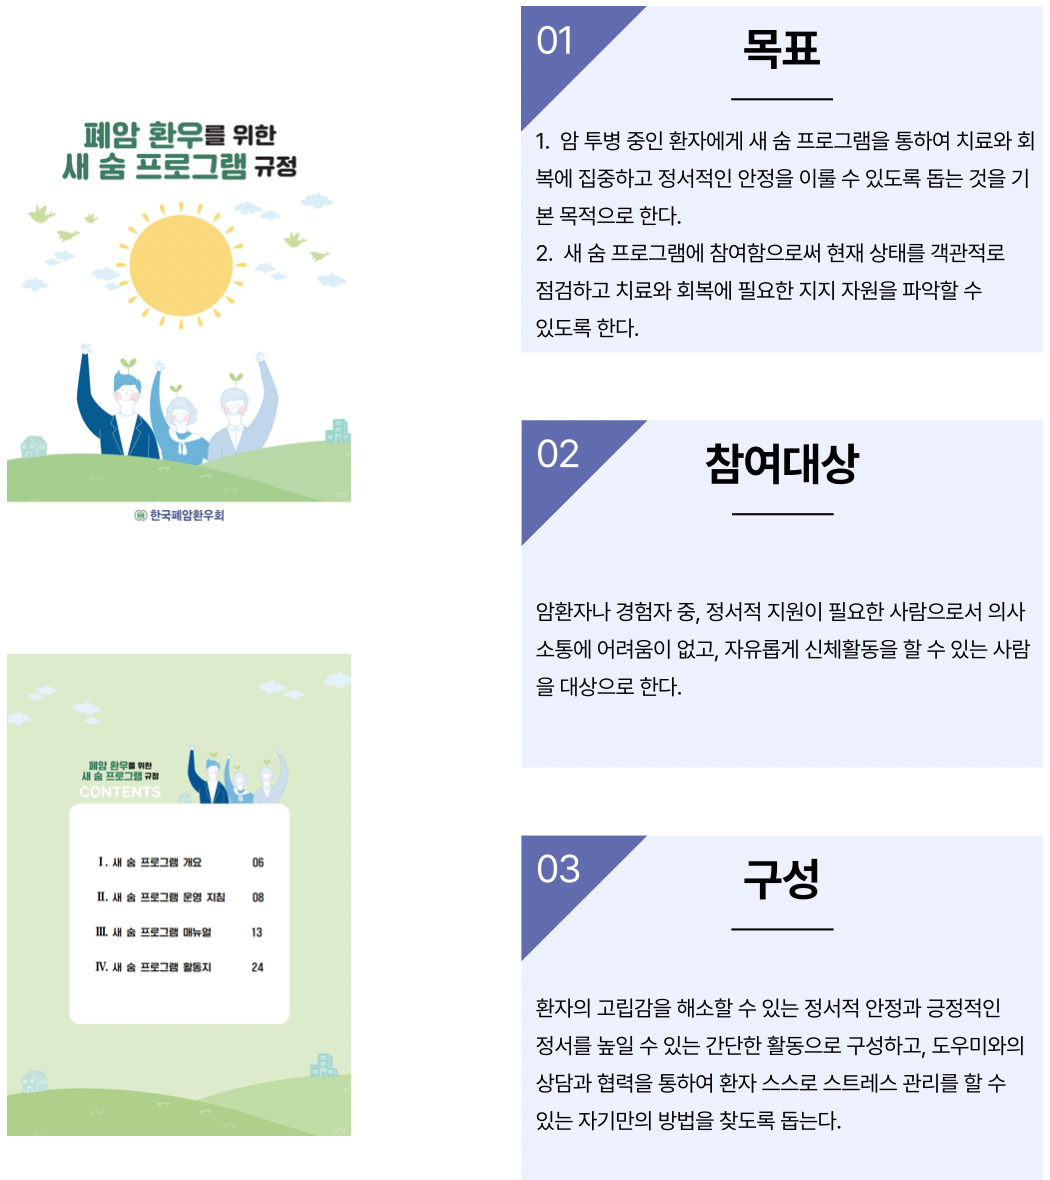 폐암 환우를 위한
새 숨 프로그램 규정
한국폐암환우회
폐암 환우를 위한
새 숨 프로그램 규정
CONTENTS
Ⅰ. 새 숨 프로그램 개요 06
Ⅱ. 새 숨 프로그램 운영 지침 08
Ⅲ. 새 숨 프로그램 매뉴얼 13
Ⅳ. 새 숨 프로그램 활동지 24
01
목표
1. 암 투병 중인 환자에게 새 숨 프로그램을 통하여 치료와 회
복에 집중하고 정서적인 안정을 이룰 수 있도록 돕는 것을 기
본 목적으로 한다.
2. 새 숨 프로그램에 참여함으로써 현재 상태를 객관적로
점검하고 치료와 회복에 필요한 지지 자원을 파악할 수
있도록 한다.
02
참여대상
암환자나 경험자 중, 정서적 지원이 필요한 사람으로서 의사
소통에 어려움이 없고, 자유롭게 신체활동을 할 수 있는 사람
을 대상으로 한다.
03
구성
환자의 고립감을 해소할 수 있는 정서적 안정과 긍정적인
정서를 높일 수 있는 간단한 활동으로 구성하고, 도우미와의
상담과 협력을 통하여 환자 스스로 스트레스 관리를 할 수
있는 자기만의 방법을 찾도록 돕는다.